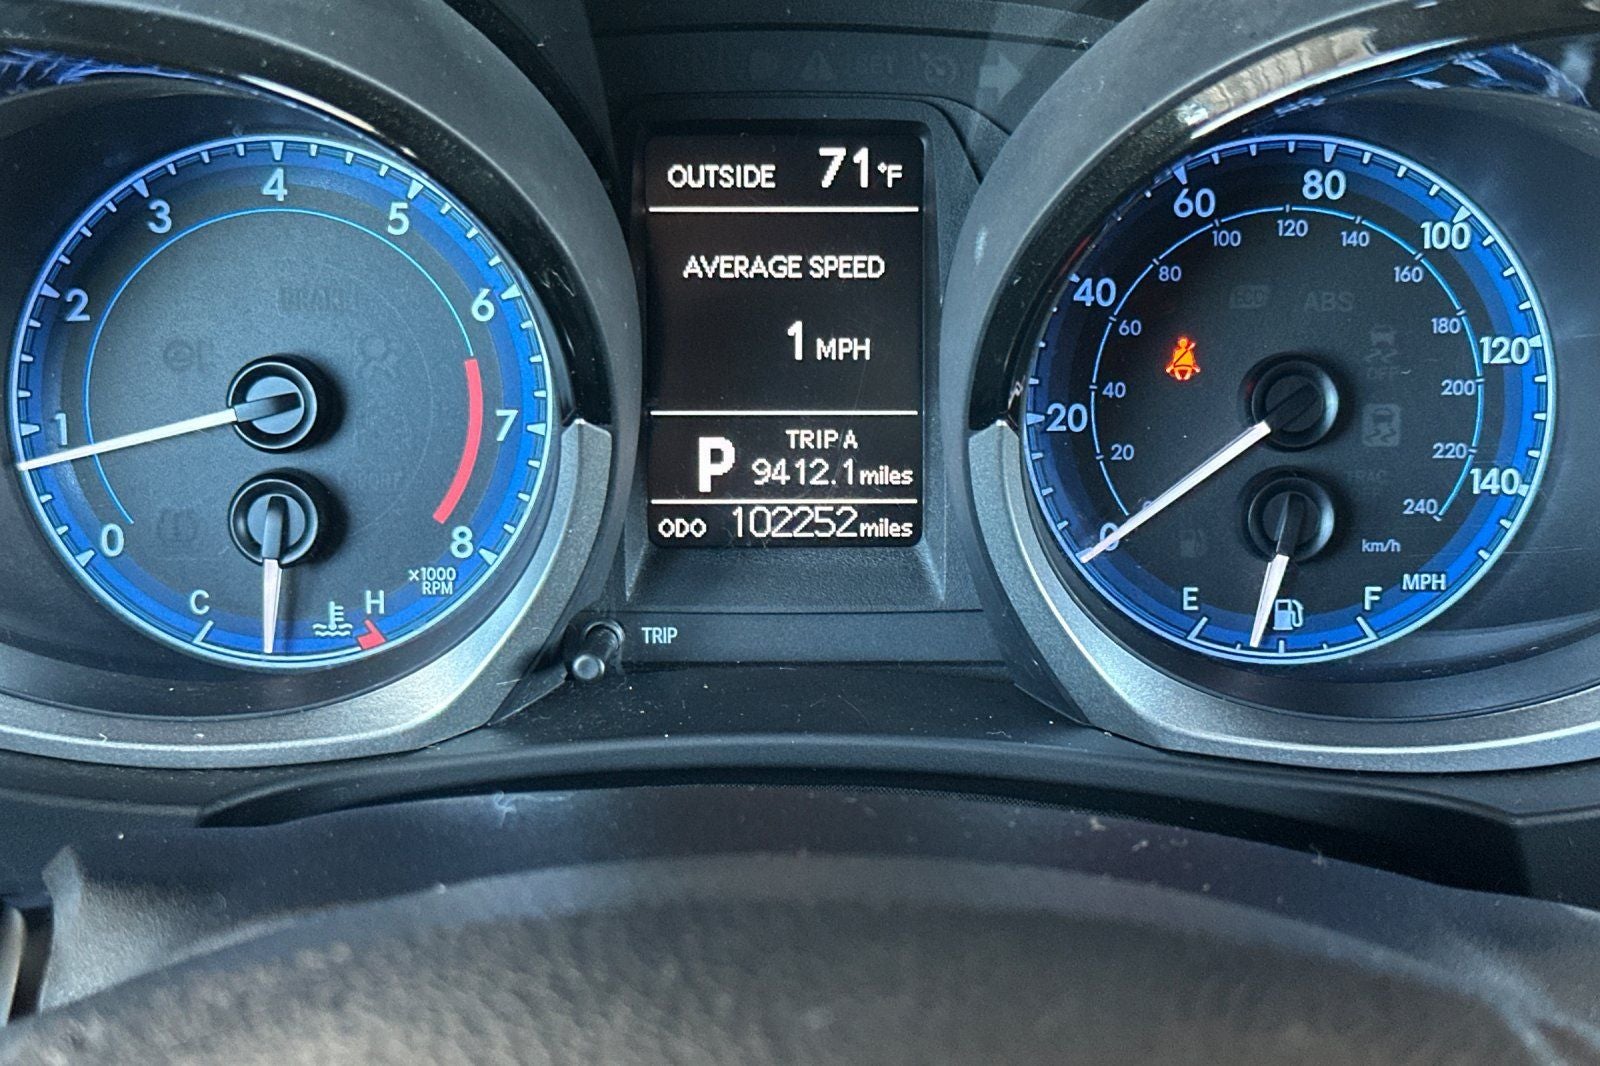 0
1
2
3
4
5
6
7
8
x1000
RPM
C
H
OUTSIDE 71°F
AVERAGE SPEED
1 MPH
P
TRIP A
9412.1 miles
ODO 102252 miles
TRIP
0
20
40
60
80
100
120
140
MPH
20
40
60
80
100
120
140
160
180
200
220
240
km/h
ABS
E
F